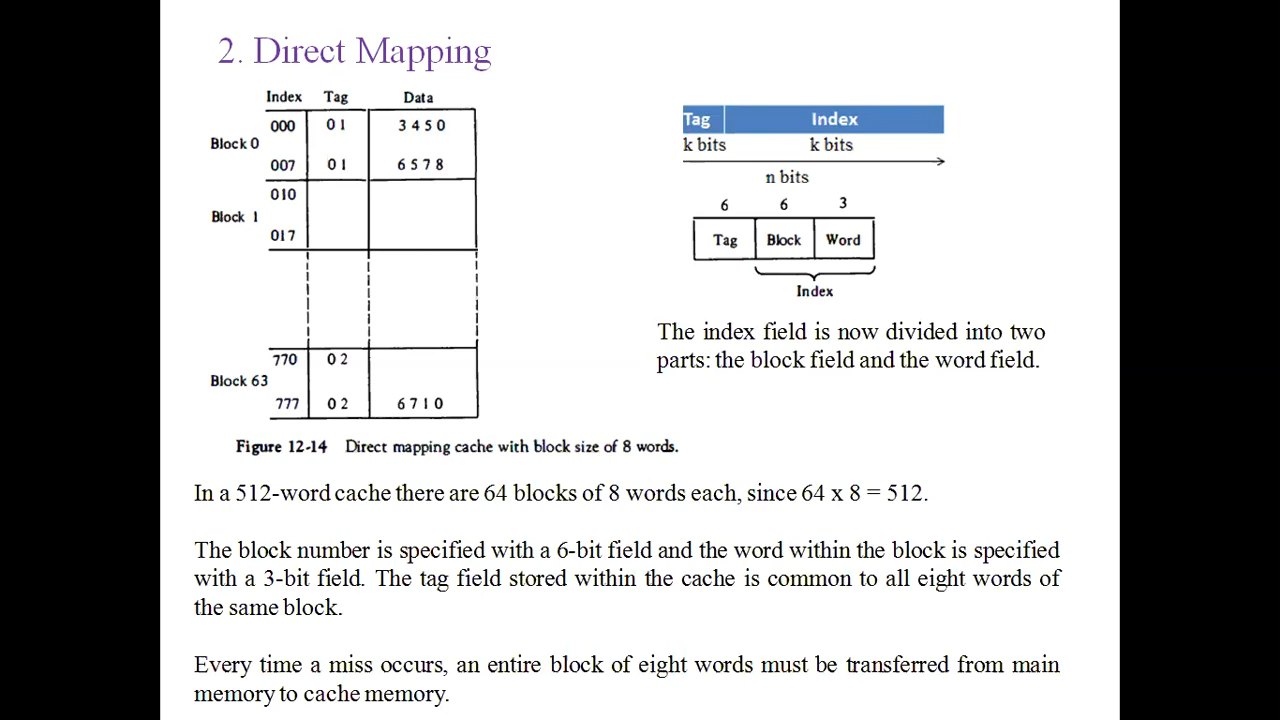 2. Direct Mapping
Index Tag Data
000 0 1 3 4 5 0
Block 0
007 0 1 6 5 7 8
010
Block 1
017
770 0 2
Block 63
777 0 2 6 7 1 0
Figure 12-14 Direct mapping cache with block size of 8 words.
Tag Index
k bits k bits
n bits
6 6 3
Tag Block Word
Index
The index field is now divided into two
parts: the block field and the word field.
In a 512-word cache there are 64 blocks of 8 words each, since 64 x 8 = 512.
The block number is specified with a 6-bit field and the word within the block is specified
with a 3-bit field. The tag field stored within the cache is common to all eight words of
the same block.
Every time a miss occurs, an entire block of eight words must be transferred from main
memory to cache memory.